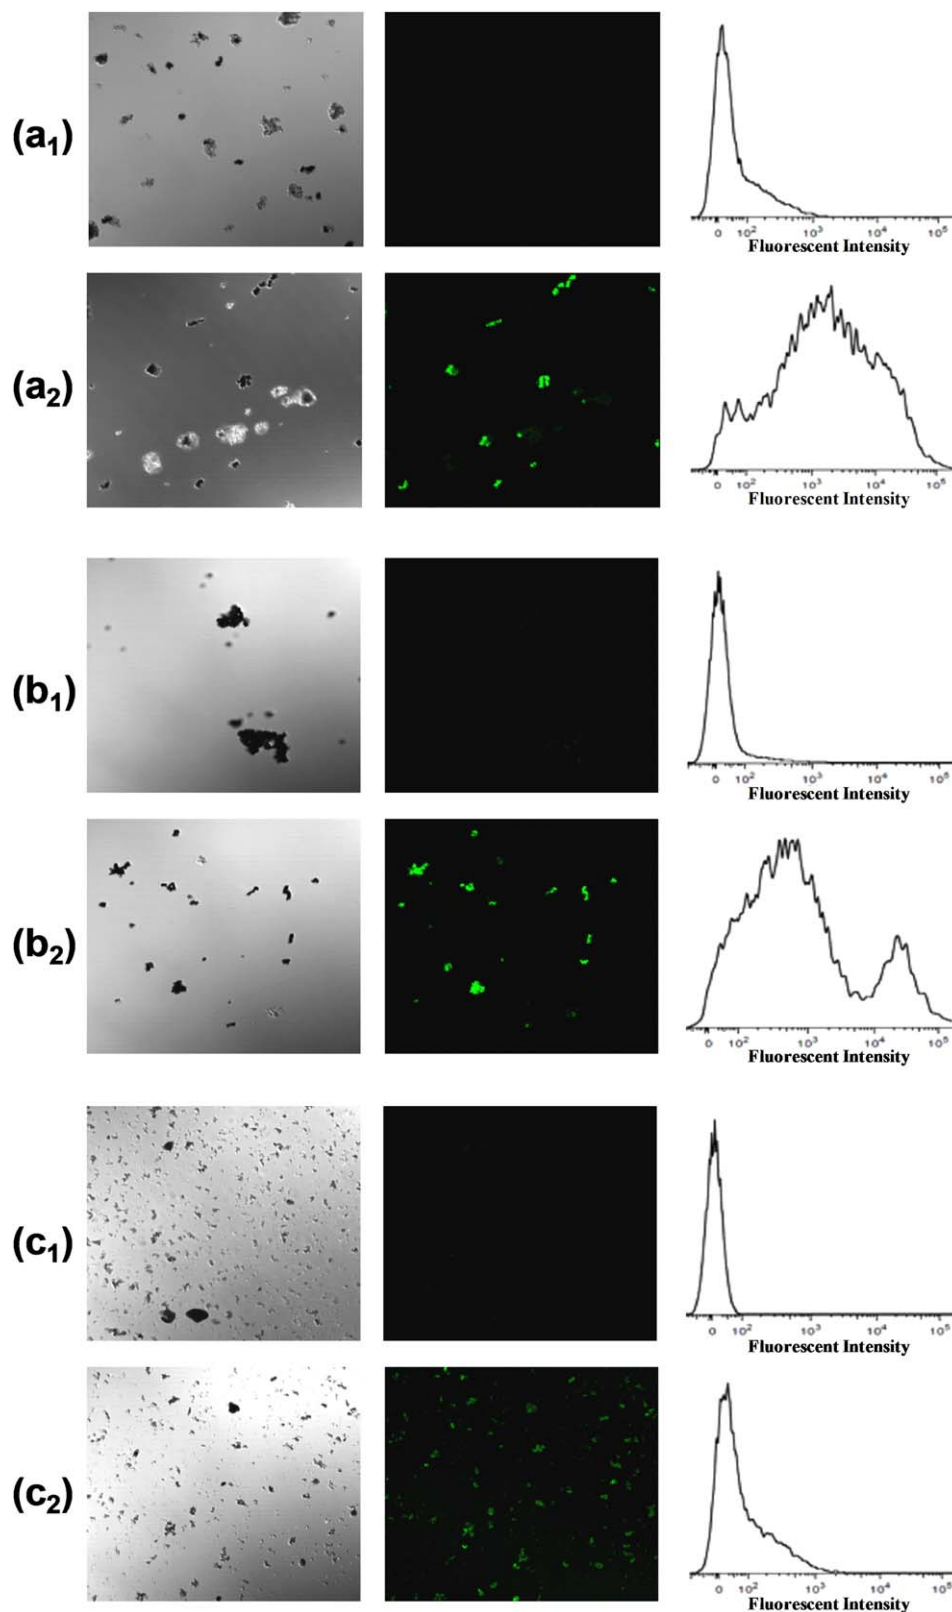 (a₁)
0 10² 10³ 10⁴ 10⁵
Fluorescent Intensity
(a₂)
0 10² 10³ 10⁴ 10⁵
Fluorescent Intensity
(b₁)
0 10² 10³ 10⁴ 10⁵
Fluorescent Intensity
(b₂)
0 10² 10³ 10⁴ 10⁵
Fluorescent Intensity
(c₁)
0 10² 10³ 10⁴ 10⁵
Fluorescent Intensity
(c₂)
0 10² 10³ 10⁴ 10⁵
Fluorescent Intensity